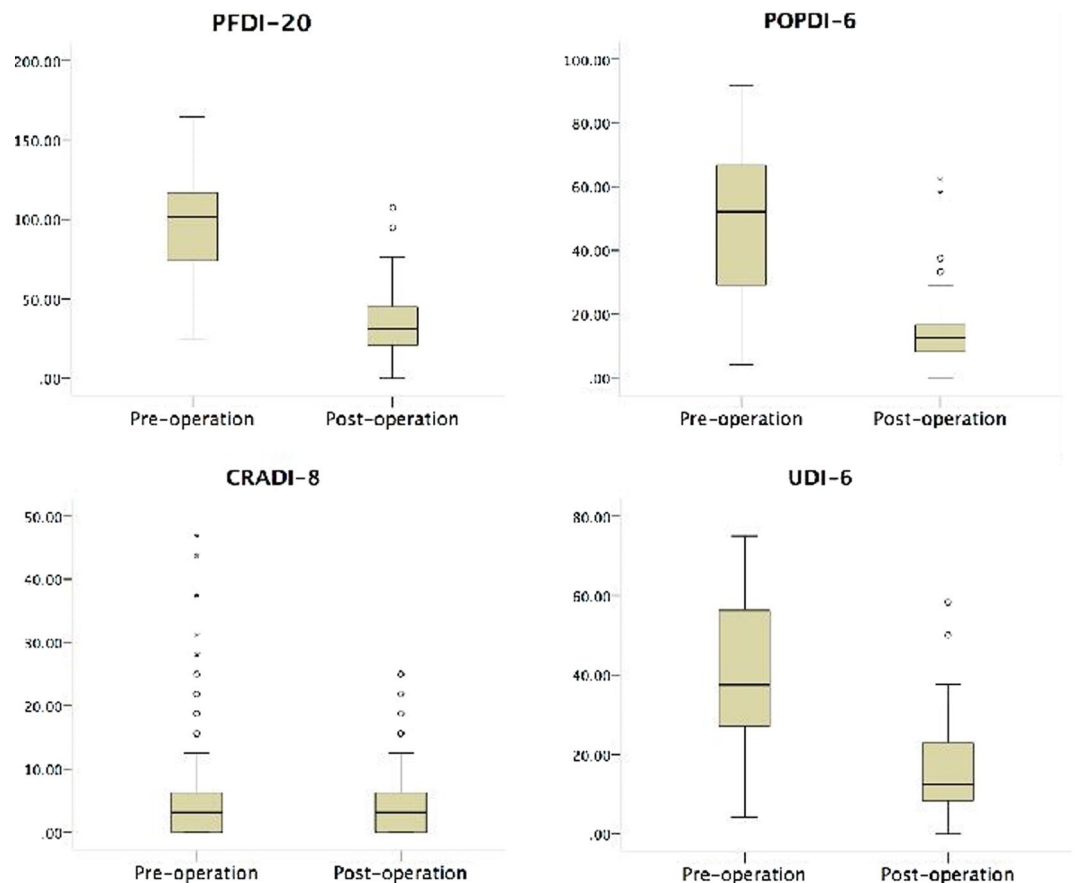 PFDI-20
200.00
150.00
100.00
50.00
.00
Pre-operation
Post-operation
POPDI-6
100.00
80.00
60.00
40.00
20.00
.00
Pre-operation
Post-operation
CRADI-8
50.00
40.00
30.00
20.00
10.00
.00
Pre-operation
Post-operation
UDI-6
80.00
60.00
40.00
20.00
.00
Pre-operation
Post-operation